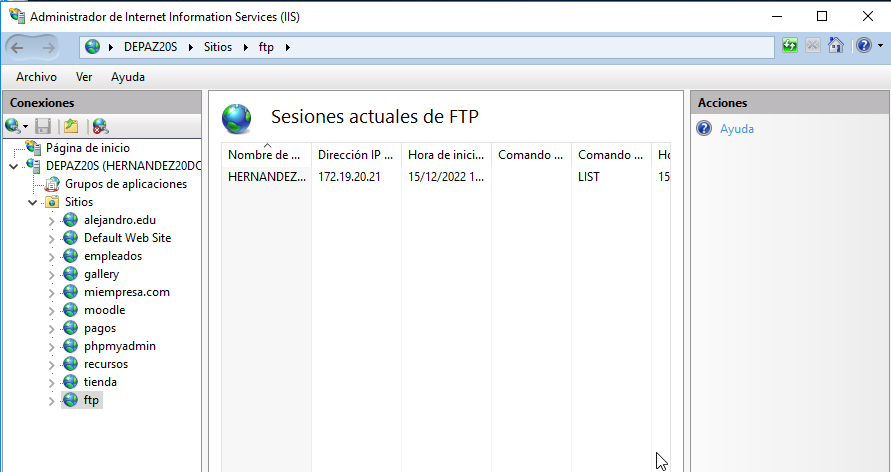 Administrador de Internet Information Services (IIS)
DEPAZ20S Sitios ftp
Archivo Ver Ayuda
Conexiones
Página de inicio
DEPAZ20S (HERNANDEZ20DO
Grupos de aplicaciones
Sitios
alejandro.edu
Default Web Site
empleados
gallery
miempresa.com
moodle
pagos
phpmyadmin
recursos
tienda
ftp
Sesiones actuales de FTP
Nombre de ... Dirección IP ... Hora de inici... Comando ... Comando ... Ho
HERNANDEZ... 172.19.20.21 15/12/2022 1... LIST 15
Acciones
Ayuda